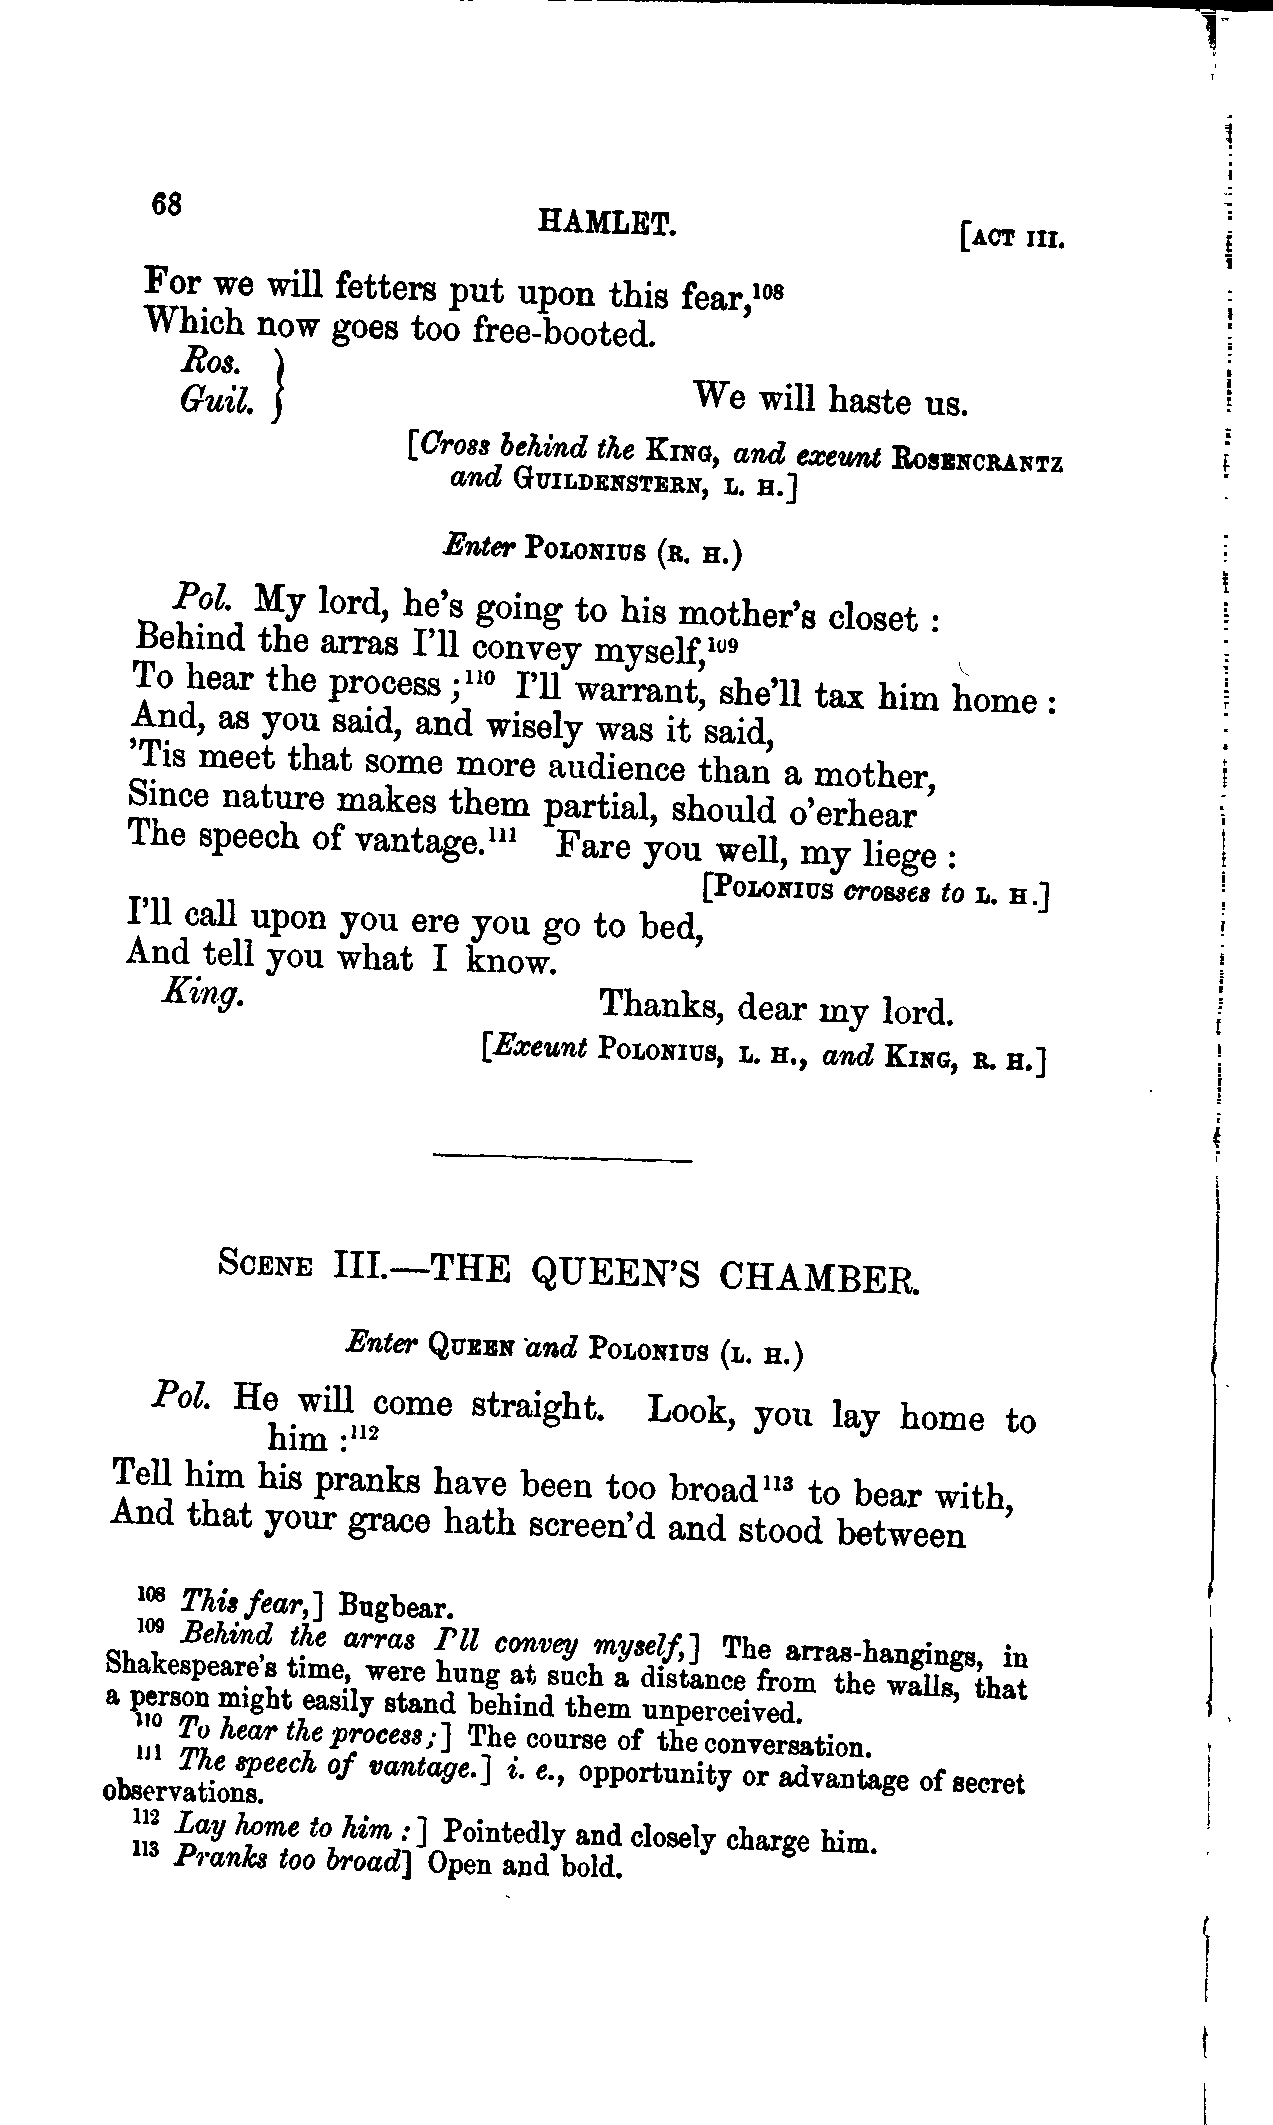 68
HAMLET.
[ACT III.
For we will fetters put upon this fear,¹⁰⁸
Which now goes too free-booted.
Ros. }
Guil. } We will haste us.
[Cross behind the KING, and exeunt ROSENCRANTZ
and GUILDENSTERN, L. H.]
Enter POLONIUS (R. H.)
Pol. My lord, he's going to his mother's closet :
Behind the arras I'll convey myself,¹⁰⁹
To hear the process ;¹¹⁰ I'll warrant, she'll tax him home :
And, as you said, and wisely was it said,
'Tis meet that some more audience than a mother,
Since nature makes them partial, should o'erhear
The speech of vantage.¹¹¹ Fare you well, my liege :
[POLONIUS crosses to L. H.]
I'll call upon you ere you go to bed,
And tell you what I know.
King. Thanks, dear my lord.
[Exeunt POLONIUS, L. H., and KING, R. H.]
SCENE III.—THE QUEEN'S CHAMBER.
Enter QUEEN and POLONIUS (L. H.)
Pol. He will come straight. Look, you lay home to
him :¹¹²
Tell him his pranks have been too broad¹¹³ to bear with,
And that your grace hath screen'd and stood between
¹⁰⁸ This fear,] Bugbear.
¹⁰⁹ Behind the arras I'll convey myself,] The arras-hangings, in
Shakespeare's time, were hung at such a distance from the walls, that
a person might easily stand behind them unperceived.
¹¹⁰ To hear the process;] The course of the conversation.
¹¹¹ The speech of vantage.] i. e., opportunity or advantage of secret
observations.
¹¹² Lay home to him :] Pointedly and closely charge him.
¹¹³ Pranks too broad] Open and bold.